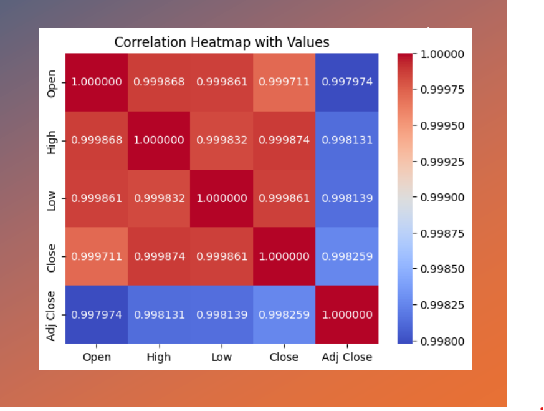 Correlation Heatmap with Values
Open 1.000000 0.999868 0.999861 0.999711 0.997974
High 0.999868 1.000000 0.999832 0.999874 0.998131
Low 0.999861 0.999832 1.000000 0.999861 0.998139
Close 0.999711 0.999874 0.999861 1.000000 0.998259
Adj Close 0.997974 0.998131 0.998139 0.998259 1.000000
Open High Low Close Adj Close
1.00000
0.99975
0.99950
0.99925
0.99900
0.99875
0.99850
0.99825
0.99800